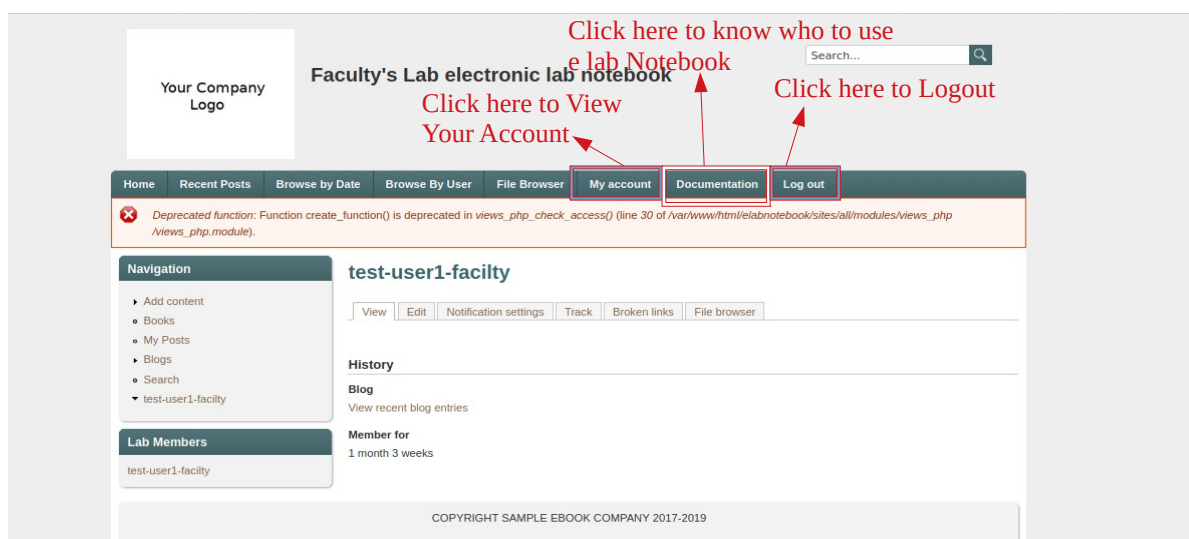 Click here to know who to use
e lab Notebook
Search...
Your Company
Logo
Faculty's Lab electronic lab notebook
Click here to View
Your Account
Click here to Logout
Home Recent Posts Browse by Date Browse By User File Browser My account Documentation Log out
Deprecated function: Function create_function() is deprecated in views_php_check_access() (line 30 of /var/www/html/elabnotebook/sites/all/modules/views_php
/views_php.module).
Navigation
Add content
Books
My Posts
Blogs
Search
test-user1-facilty
Lab Members
test-user1-facilty
test-user1-facilty
View Edit Notification settings Track Broken links File browser
History
Blog
View recent blog entries
Member for
1 month 3 weeks
COPYRIGHT SAMPLE EBOOK COMPANY 2017-2019